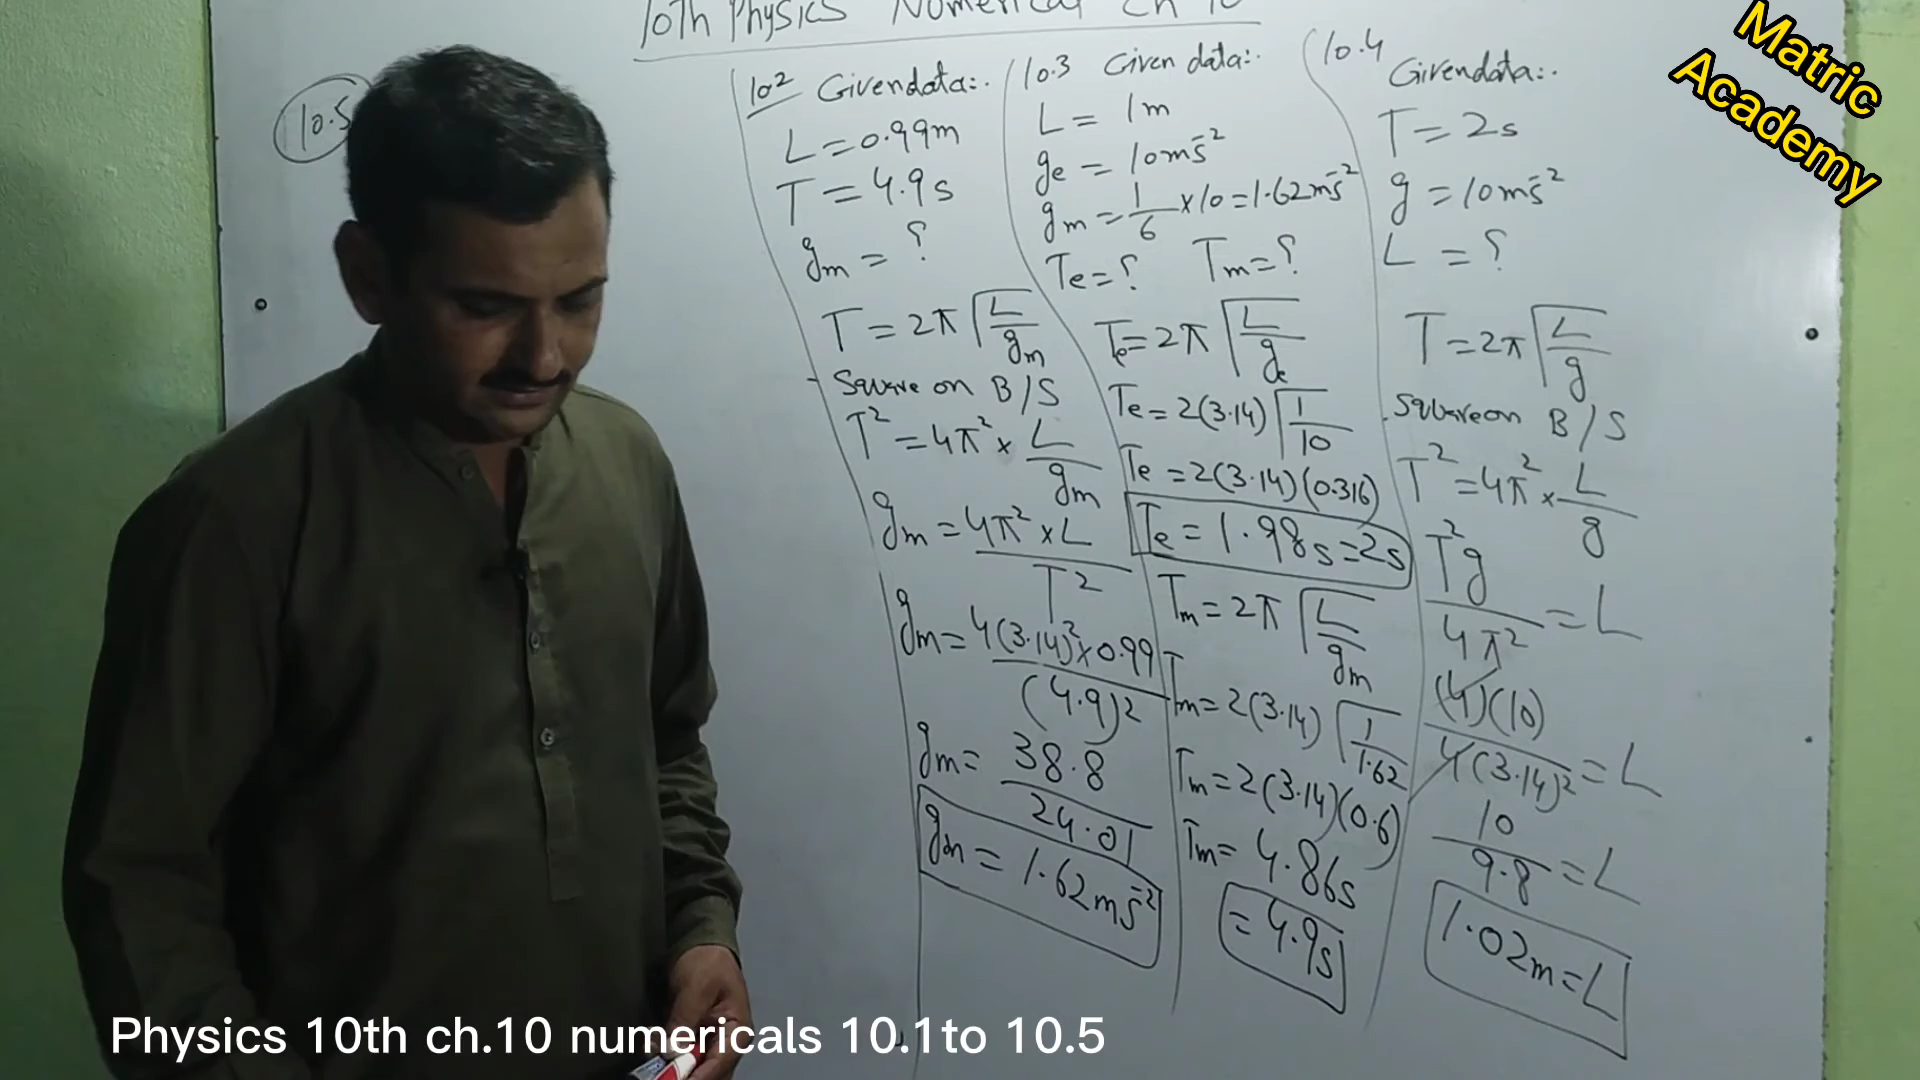 10th Physics Numerical Ch 10
Matric
Academy
10.5
10.2 Given data:.
L = 0.99m
T = 4.9s
gm = ?
T = 2π √(L/gm)
Square on B/S
T² = 4π² × L/gm
gm = 4π² × L / T²
gm = 4(3.14)² × 0.99 / (4.9)²
gm = 38.8 / 24.01
gm = 1.62ms⁻²
10.3 Given data:.
L = 1m
ge = 10ms⁻²
gm = 1/6 × 10 = 1.62ms⁻²
Te = ? Tm = ?
Te = 2π √(L/ge)
Te = 2(3.14) √(1/10)
Te = 2(3.14)(0.316)
Te = 1.98s = 2s
Tm = 2π √(L/gm)
Tm = 2(3.14) √(1/1.62)
Tm = 2(3.14)(0.6)
Tm = 4.86s
= 4.9s
10.4 Given data:.
T = 2s
g = 10ms⁻²
L = ?
T = 2π √(L/g)
Square on B/S
T² = 4π² × L/g
T²g / 4π² = L
(4)(10) / 4(3.14)² = L
10 / 9.8 = L
1.02m = L
Physics 10th ch.10 numericals 10.1to 10.5